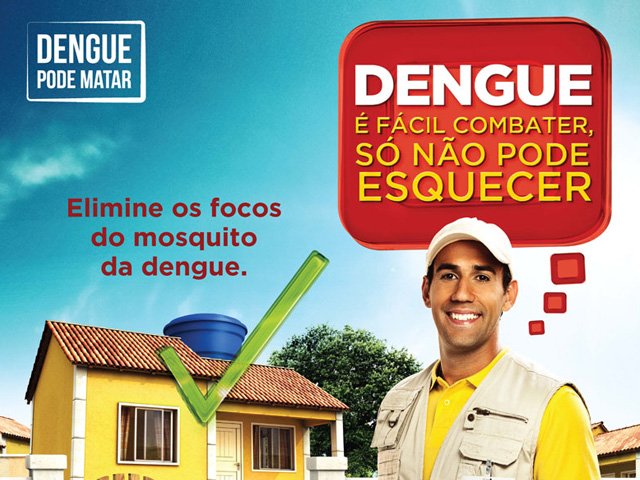 DENGUE
PODE MATAR
DENGUE
É FÁCIL COMBATER,
SÓ NÃO PODE
ESQUECER
Elimine os focos
do mosquito
da dengue.